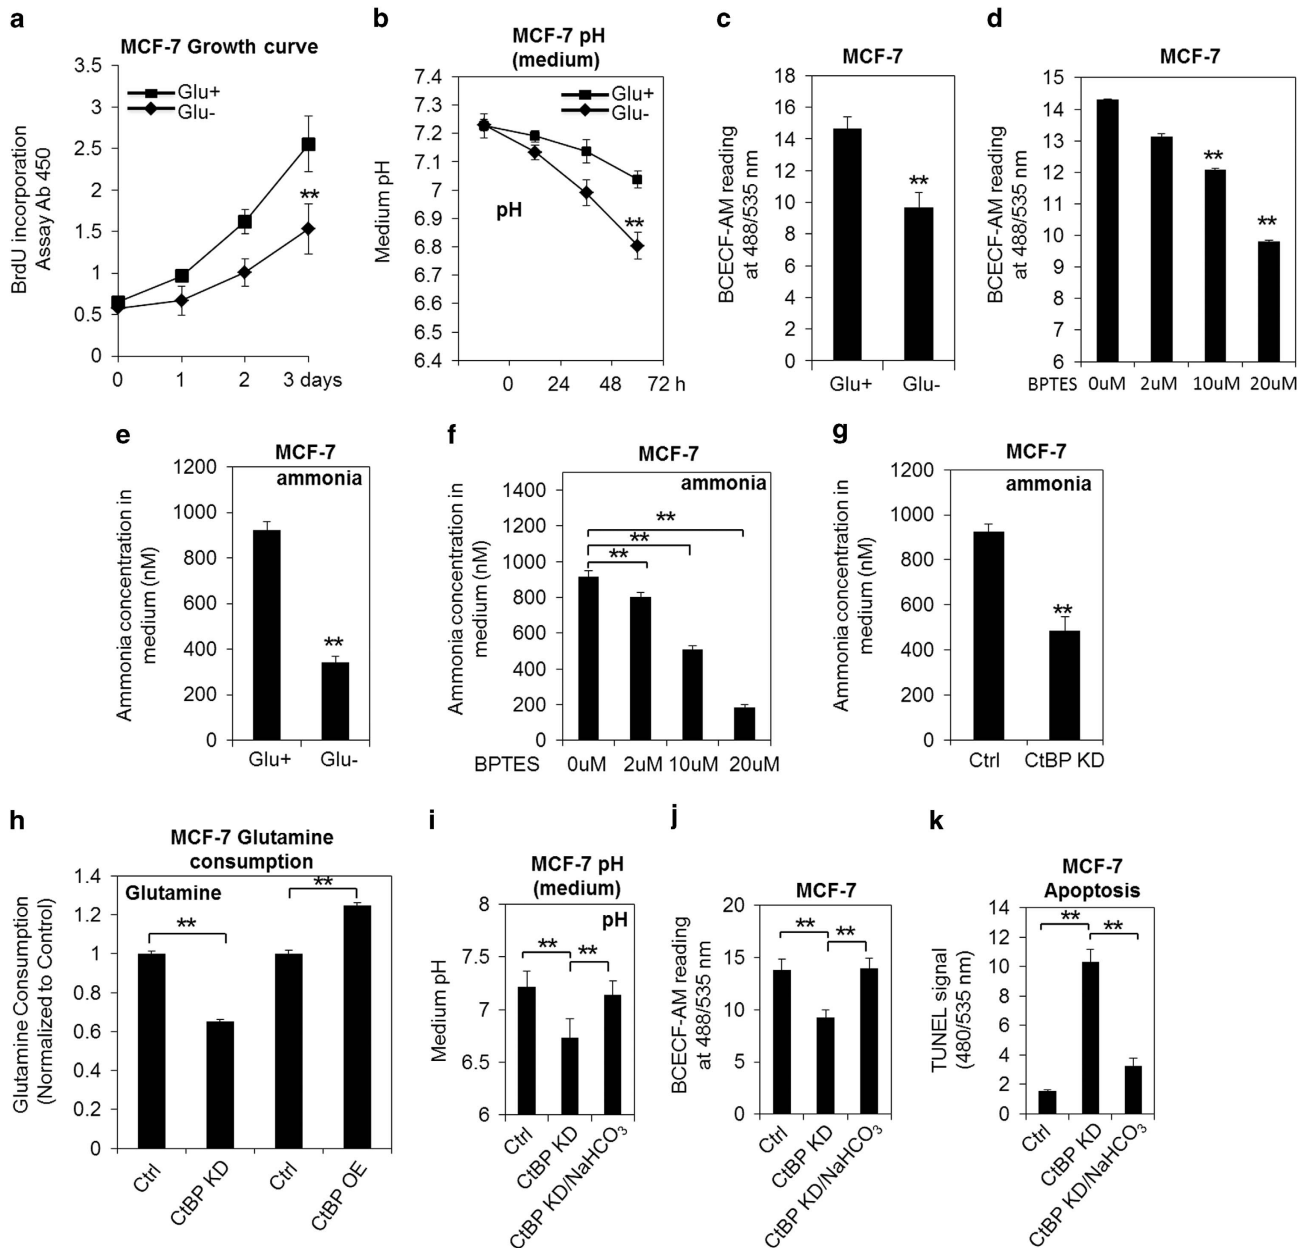 a
MCF-7 Growth curve
3.5
3
2.5
2
1.5
1
0.5
0
BrdU incorporation
Assay Ab 450
Glu+
Glu-
**
0 1 2 3 days
b
MCF-7 pH
(medium)
7.4
7.3
7.2
7.1
7
6.9
6.8
6.7
6.6
6.5
6.4
Medium pH
Glu+
Glu-
pH
**
0 24 48 72 h
c
MCF-7
18
16
14
12
10
8
6
4
2
0
BCECF-AM reading
at 488/535 nm
**
Glu+ Glu-
d
MCF-7
15
14
13
12
11
10
9
8
7
6
BCECF-AM reading
at 488/535 nm
**
**
BPTES 0uM 2uM 10uM 20uM
e
MCF-7
ammonia
1200
1000
800
600
400
200
0
Ammonia concentration in
medium (nM)
**
Glu+ Glu-
f
MCF-7
ammonia
1400
1200
1000
800
600
400
200
0
Ammonia concentration in
medium (nM)
**
**
**
BPTES 0uM 2uM 10uM 20uM
g
MCF-7
ammonia
1200
1000
800
600
400
200
0
Ammonia concentration in
medium (nM)
**
Ctrl CtBP KD
h
MCF-7 Glutamine
consumption
Glutamine
1.4
1.2
1
0.8
0.6
0.4
0.2
0
Glutamine Consumption
(Normalized to Control)
**
**
Ctrl
CtBP KD
Ctrl
CtBP OE
i
MCF-7 pH
(medium)
pH
8
7.5
7
6.5
6
Medium pH
** **
Ctrl
CtBP KD
CtBP KD/NaHCO₃
j
MCF-7
20
15
10
5
0
BCECF-AM reading
at 488/535 nm
** **
Ctrl
CtBP KD
CtBP KD/NaHCO₃
k
MCF-7
Apoptosis
14
12
10
8
6
4
2
0
TUNEL signal
(480/535 nm)
** **
Ctrl
CtBP KD
CtBP KD/NaHCO₃